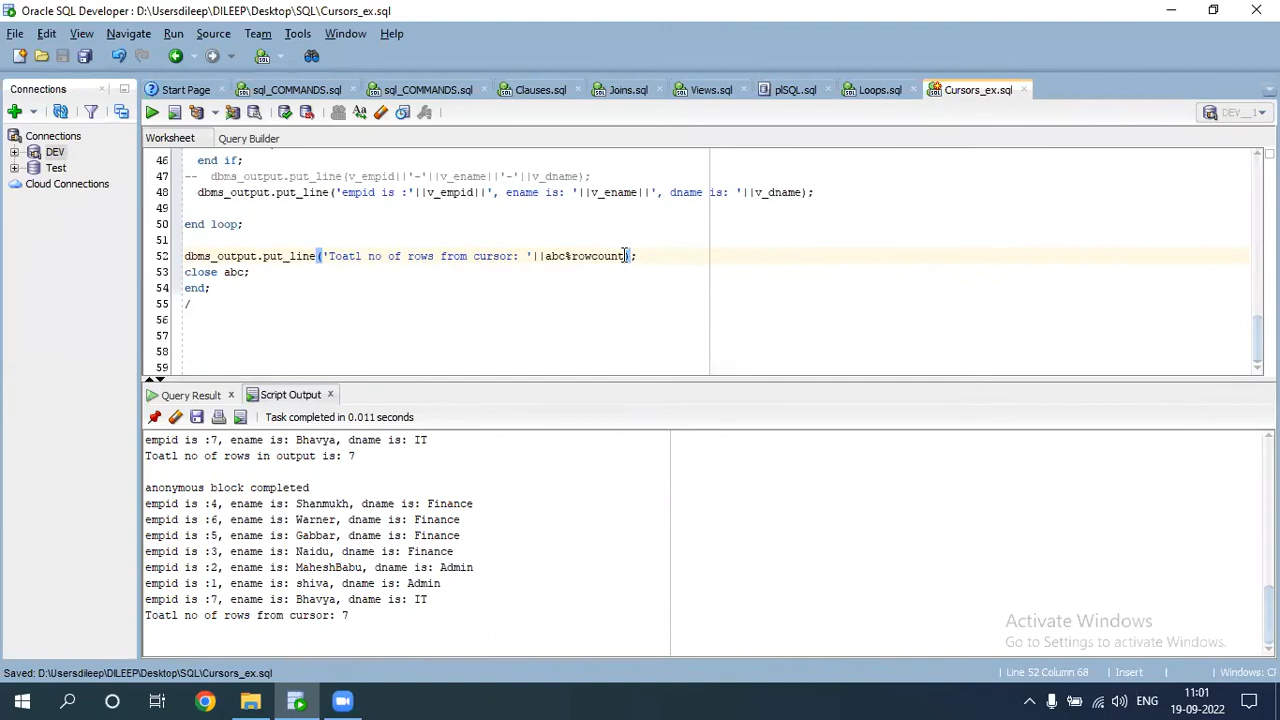 Oracle SQL Developer: D:\Usersdileep\DILEEP\Desktop\SQL\Cursors_ex.sql
File Edit View Navigate Run Source Team Tools Window Help
Connections
Start Page sql_COMMANDS.sql sql_COMMANDS.sql Clauses.sql Joins.sql Views.sql plSQL.sql Loops.sql Cursors_ex.sql
DEV__1
Connections
DEV
Test
Cloud Connections
Worksheet Query Builder
46 end if;
47 -- dbms_output.put_line(v_empid||'-'||v_ename||'-'||v_dname);
48 dbms_output.put_line('empid is :'||v_empid||', ename is: '||v_ename||', dname is: '||v_dname);
49
50 end loop;
51
52 dbms_output.put_line('Toatl no of rows from cursor: '||abc%rowcount);
53 close abc;
54 end;
55 /
56
57
58
59
Query Result Script Output
Task completed in 0.011 seconds
empid is :7, ename is: Bhavya, dname is: IT
Toatl no of rows in output is: 7
anonymous block completed
empid is :4, ename is: Shanmukh, dname is: Finance
empid is :6, ename is: Warner, dname is: Finance
empid is :5, ename is: Gabbar, dname is: Finance
empid is :3, ename is: Naidu, dname is: Finance
empid is :2, ename is: MaheshBabu, dname is: Admin
empid is :1, ename is: shiva, dname is: Admin
empid is :7, ename is: Bhavya, dname is: IT
Toatl no of rows from cursor: 7
Activate Windows
Go to Settings to activate Windows.
Saved: D:\Usersdileep\DILEEP\Desktop\SQL\Cursors_ex.sql Line 52 Column 68 Insert Windows:
ENG 11:01
19-09-2022